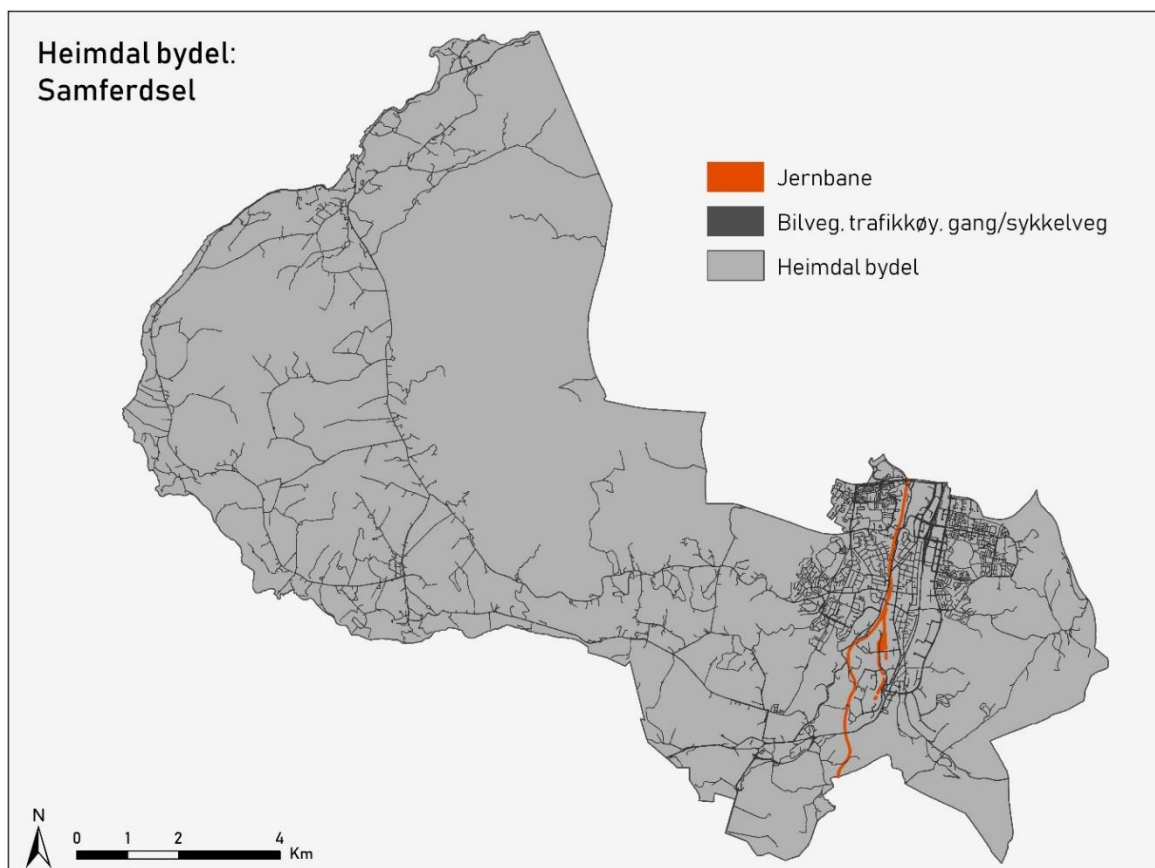 Heimdal bydel:
Samferdsel
Jernbane
Bilveg, trafikkøy, gang/sykkelveg
Heimdal bydel
N
0 1 2 4
Km